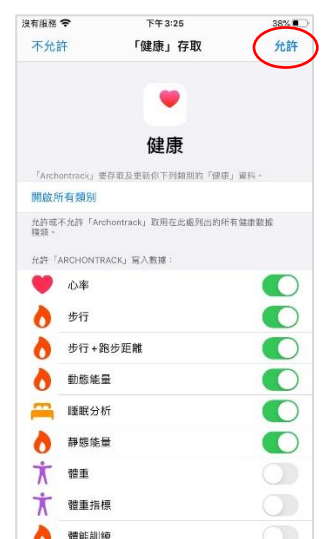 沒有服務 下午3:25 38%
不允許 「健康」存取 允許
健康
「Archontrack」要存取及更新你下列類別的「健康」資料。
開啟所有類別
允許或不允許「Archontrack」取用在此處列出的所有健康數據
種類。
允許「ARCHONTRACK」寫入數據：
心率
步行
步行+跑步距離
動態能量
睡眠分析
靜態能量
體重
體重指標
體能訓練